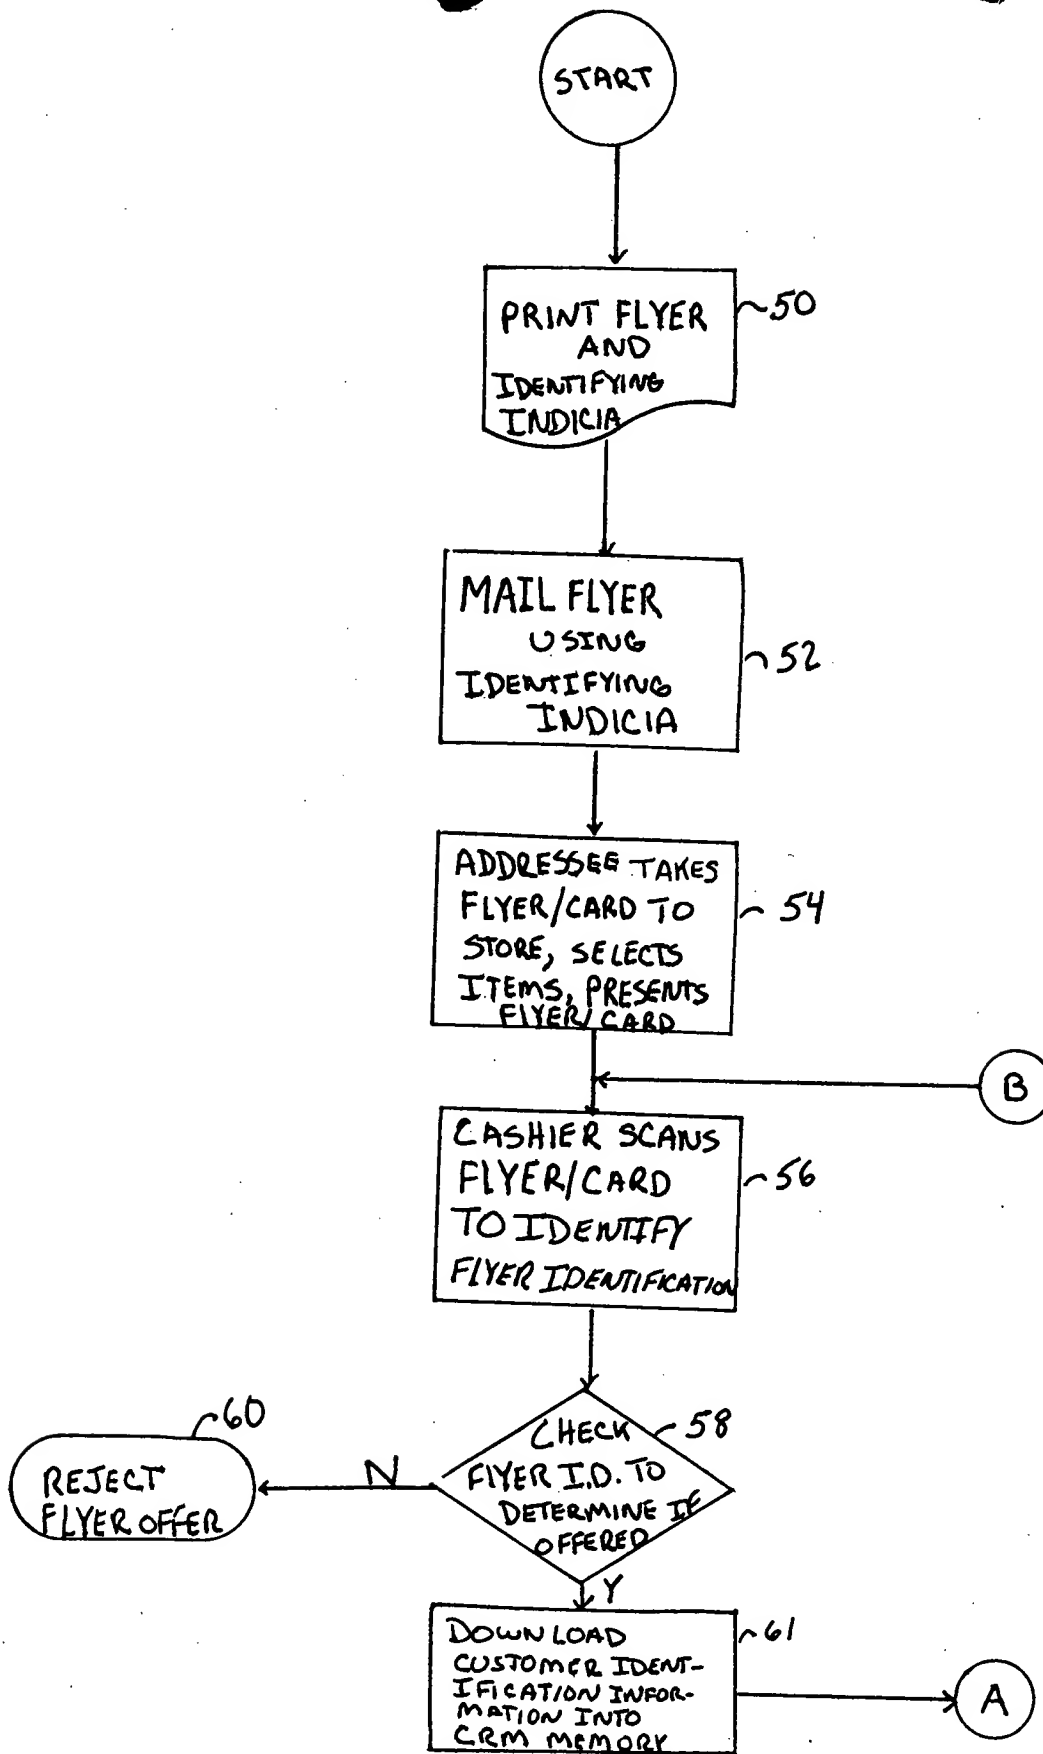 START
PRINT FLYER
AND
IDENTIFYING
INDICIA
50
MAIL FLYER
USING
IDENTIFYING
INDICIA
52
ADDRESSEE TAKES
FLYER/CARD TO
STORE, SELECTS
ITEMS, PRESENTS
FLYER/CARD
54
B
CASHIER SCANS
FLYER/CARD
TO IDENTIFY
FLYER IDENTIFICATION
56
CHECK
FLYER I.D. TO
DETERMINE IF
OFFERED
58
N
60
REJECT
FLYER OFFER
Y
DOWNLOAD
CUSTOMER IDENT-
IFICATION INFOR-
MATION INTO
CRM MEMORY
61
A